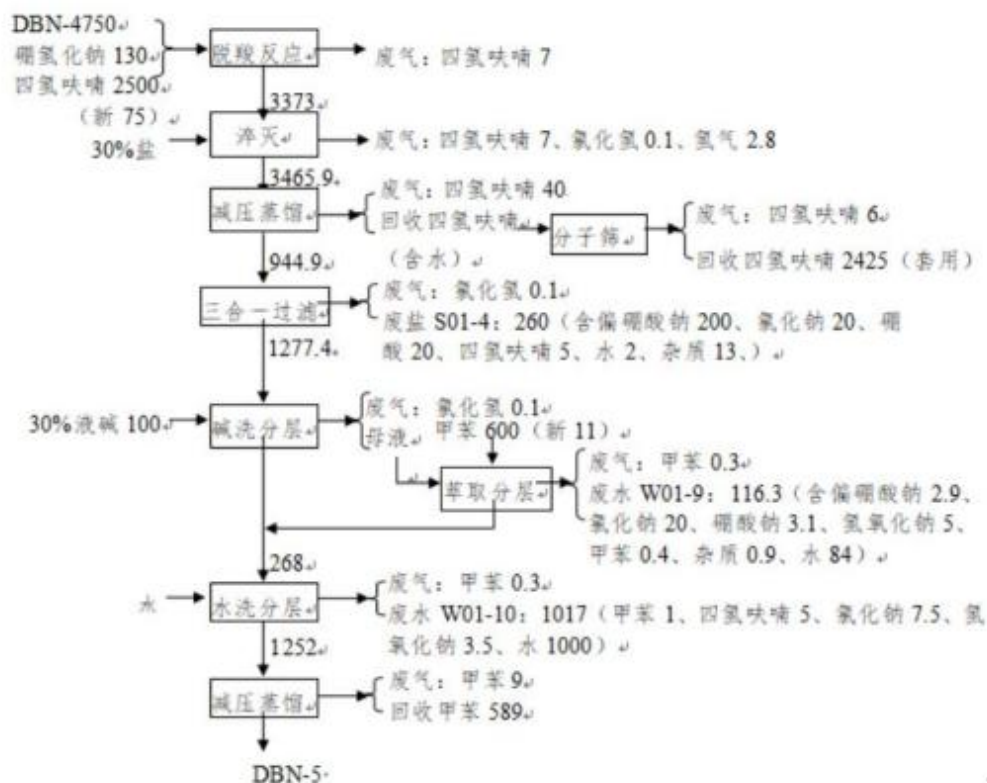 DBN-4750
硼氢化钠 130
四氢呋喃 2500
(新 75)
脱羧反应
废气:四氢呋喃 7
3373
30%盐
淬灭
废气:四氢呋喃 7、氯化氢 0.1、氢气 2.8
3465.9
减压蒸馏
废气:四氢呋喃 40
回收四氢呋喃
(含水)
分子筛
废气:四氢呋喃 6
回收四氢呋喃 2425(套用)
944.9
三合一过滤
废气:氯化氢 0.1
废盐 S01-4:260(含偏硼酸钠 200、氯化钠 20、硼
酸 20、四氢呋喃 5、水 2、杂质 13、)
1277.4
30%液碱 100
碱洗分层
废气:氯化氢 0.1
母液
甲苯 600(新 11)
萃取分层
废气:甲苯 0.3
废水 W01-9:116.3(含偏硼酸钠 2.9、
氯化钠 20、硼酸钠 3.1、氢氧化钠 5、
甲苯 0.4、杂质 0.9、水 84)
268
水
水洗分层
废气:甲苯 0.3
废水 W01-10:1017(甲苯 1、四氢呋喃 5、氯化钠 7.5、氢
氧化钠 3.5、水 1000)
1252
减压蒸馏
废气:甲苯 9
回收甲苯 589
DBN-5